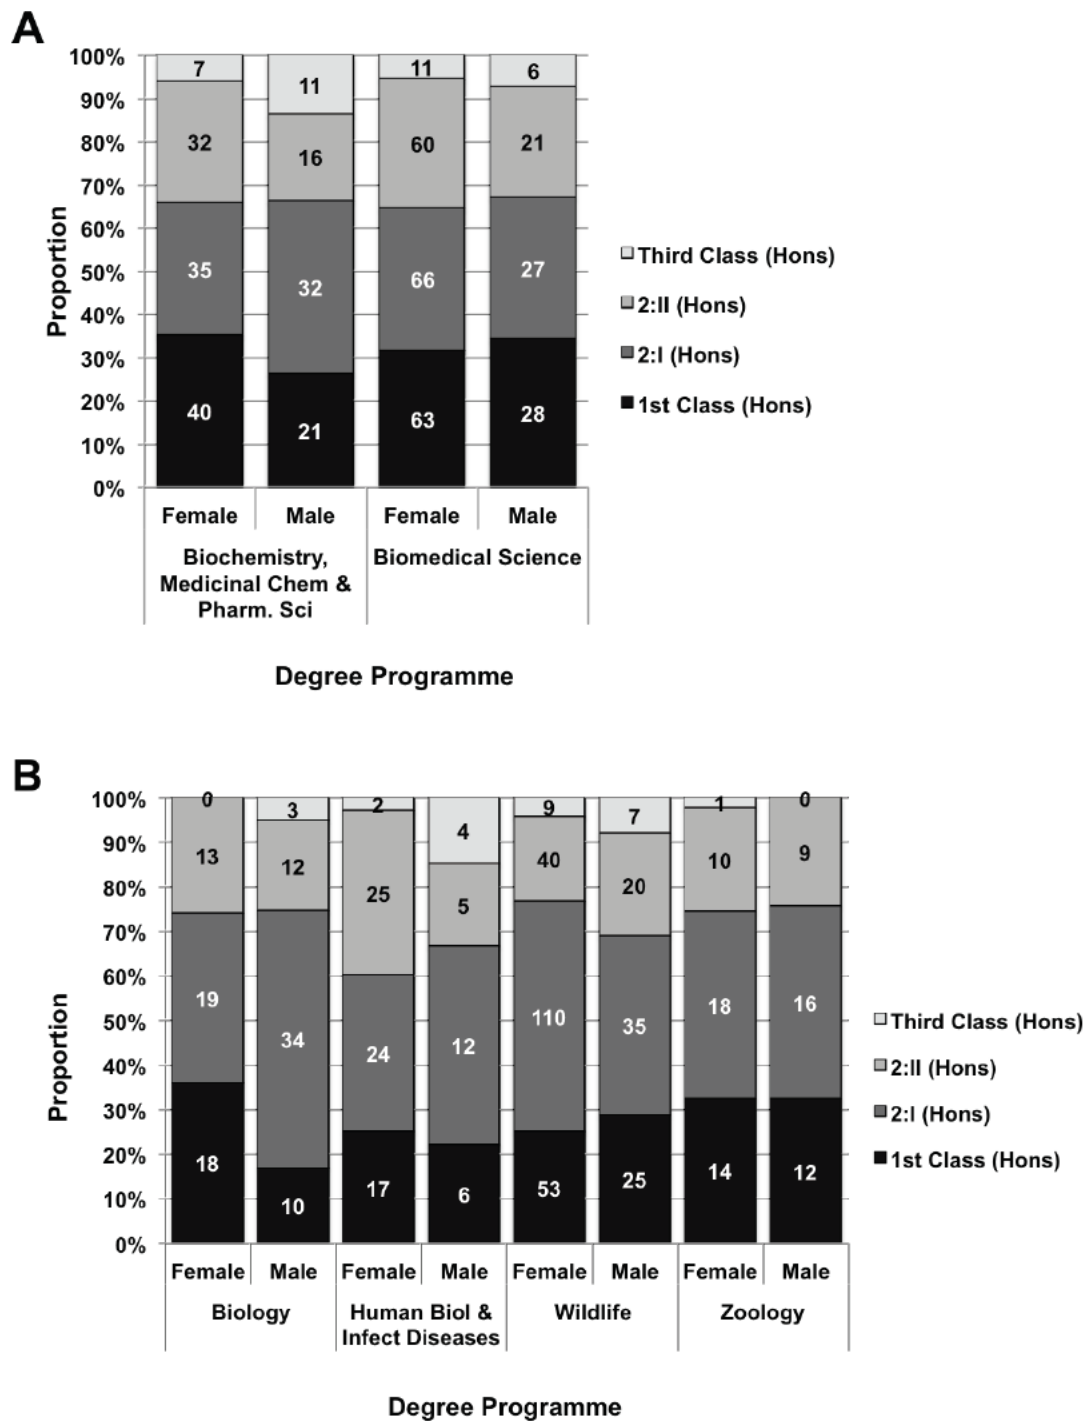 A
100%
90%
80%
70%
60%
50%
40%
30%
20%
10%
0%
Proportion
7
32
35
40
11
16
32
21
11
60
66
63
6
21
27
28
Third Class (Hons)
2:II (Hons)
2:I (Hons)
1st Class (Hons)
Female Male Female Male
Biochemistry,
Medicinal Chem &
Pharm. Sci
Biomedical Science
Degree Programme
B
100%
90%
80%
70%
60%
50%
40%
30%
20%
10%
0%
Proportion
0
13
19
18
3
12
34
10
2
25
24
17
4
5
12
6
9
40
110
53
7
20
35
25
1
10
18
14
0
9
16
12
Third Class (Hons)
2:II (Hons)
2:I (Hons)
1st Class (Hons)
Female Male Female Male Female Male Female Male
Biology
Human Biol &
Infect Diseases
Wildlife
Zoology
Degree Programme